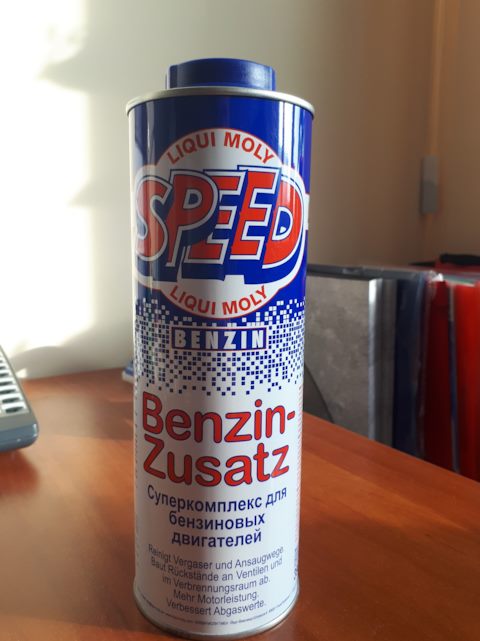 LIQUI MOLY
SPEED
LIQUI MOLY
BENZIN
Benzin-
Zusatz
Суперкомплекс для
бензиновых
двигателей
Reinigt Vergaser und Ansaugwege
Baut Rückstände an Ventilen und
im Verbrennungsraum ab.
Mehr Motorleistung.
Verbessert Abgaswerte.